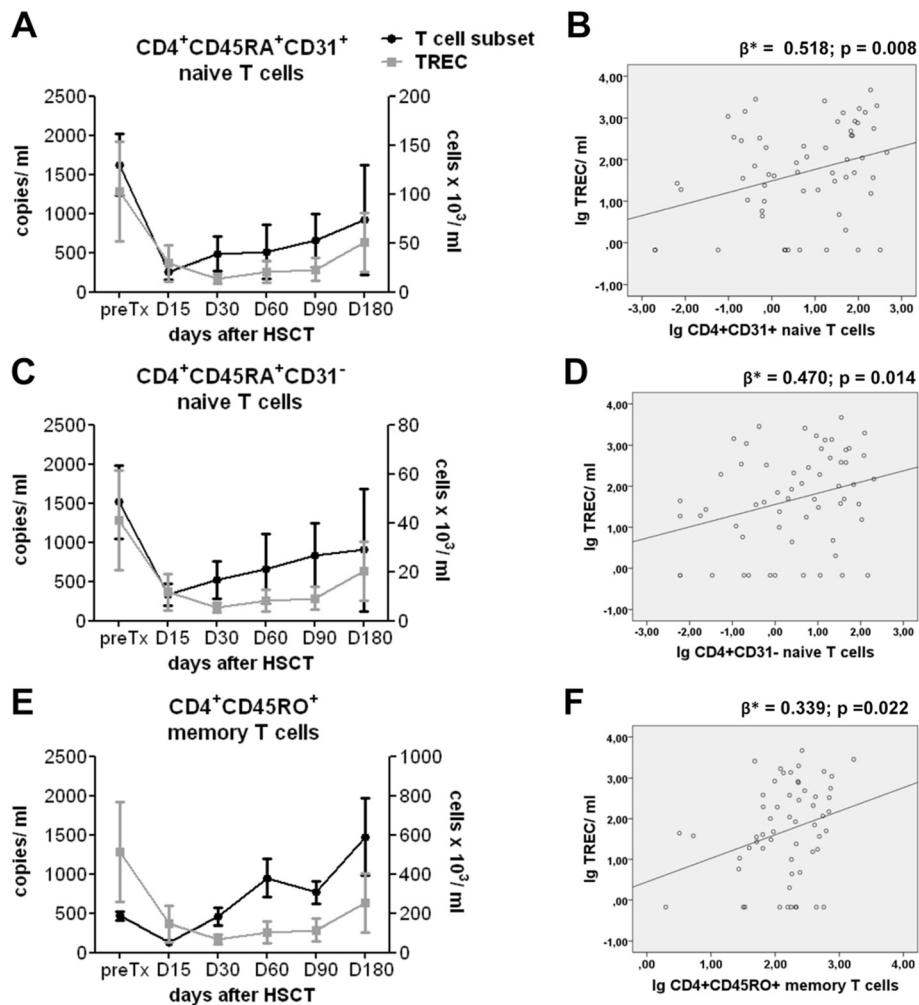 A
CD4+CD45RA+CD31+
naive T cells
T cell subset
TREC
2500
2000
1500
1000
500
0
copies/ ml
200
150
100
50
0
cells x 10³/ ml
preTx D15 D30 D60 D90 D180
days after HSCT
B
β* = 0.518; p = 0.008
4,00
3,00
2,00
1,00
,00
-1,00
lg TREC/ ml
-3,00 -2,00 -1,00 ,00 1,00 2,00 3,00
lg CD4+CD31+ naive T cells
C
CD4+CD45RA+CD31-
naive T cells
2500
2000
1500
1000
500
0
copies/ ml
80
60
40
20
0
cells x 10³/ ml
preTx D15 D30 D60 D90 D180
days after HSCT
D
β* = 0.470; p = 0.014
4,00
3,00
2,00
1,00
,00
-1,00
lg TREC/ ml
-3,00 -2,00 -1,00 ,00 1,00 2,00 3,00
lg CD4+CD31- naive T cells
E
CD4+CD45RO+
memory T cells
2500
2000
1500
1000
500
0
copies/ ml
1000
800
600
400
200
0
cells x 10³/ ml
preTx D15 D30 D60 D90 D180
days after HSCT
F
β* = 0.339; p =0.022
4,00
3,00
2,00
1,00
,00
-1,00
lg TREC/ ml
,00 1,00 2,00 3,00 4,00
lg CD4+CD45RO+ memory T cells